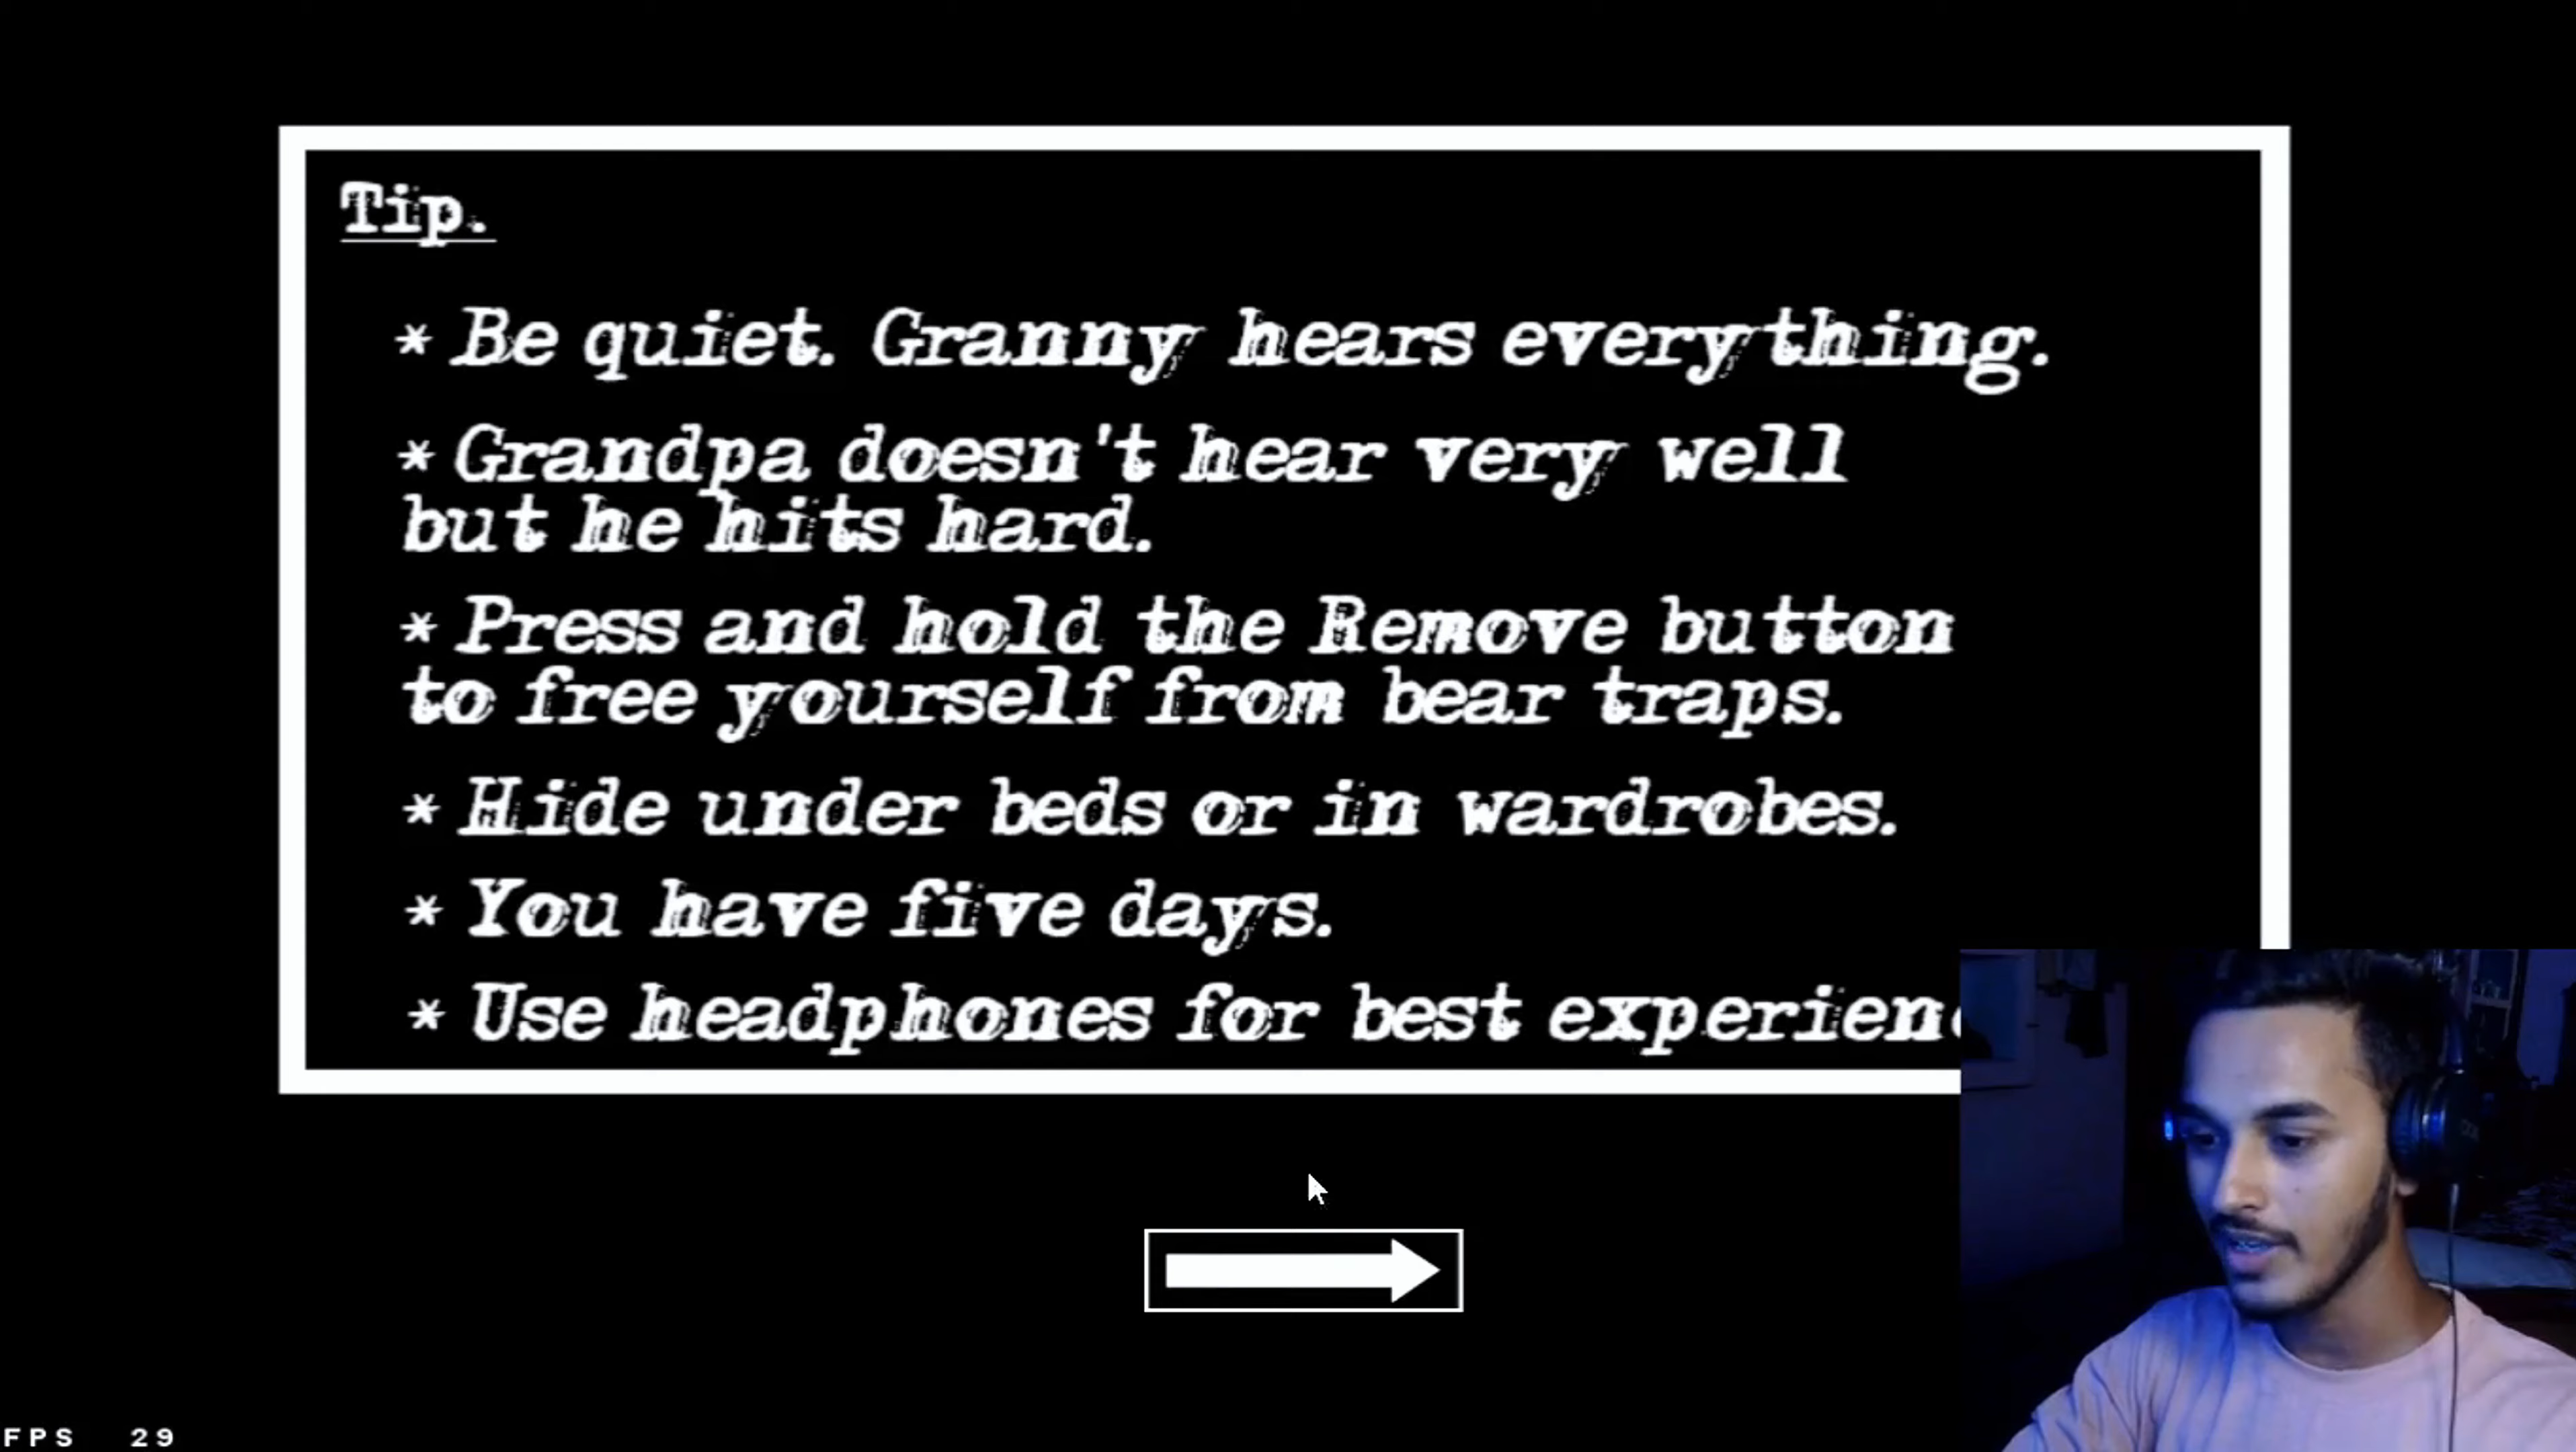 Tip.
* Be quiet. Granny hears everything.
* Grandpa doesn't hear very well
but he hits hard.
* Press and hold the Remove button
to free yourself from bear traps.
* Hide under beds or in wardrobes.
* You have five days.
* Use headphones for best
FPS 29